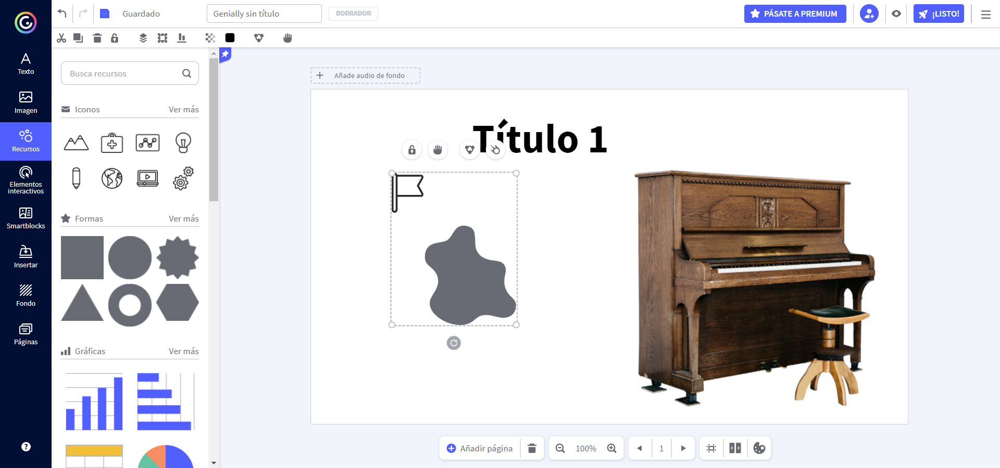 Guardado
Genially sin título
BORRADOR
PÁSATE A PREMIUM
¡LISTO!
Texto
Imagen
Recursos
Elementos
interactivos
Smartblocks
Insertar
Fondo
Páginas
?
Busca recursos
Iconos
Ver más
Formas
Ver más
Gráficas
Ver más
Añade audio de fondo
Título 1
Añadir página
100%
1